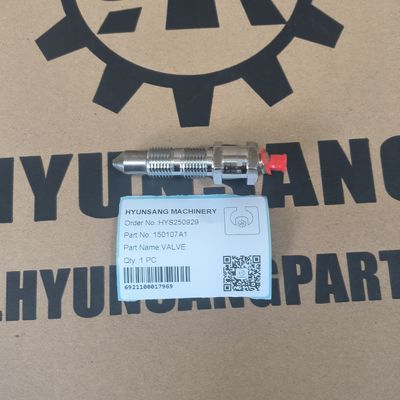 HYUNSANG
.HYUNSANGPART
HYUNSANG MACHINERY
Order No.:HYS250929
Part No.:150107A1
Part Name:VALVE
Qty.:1 PC
6921100017969